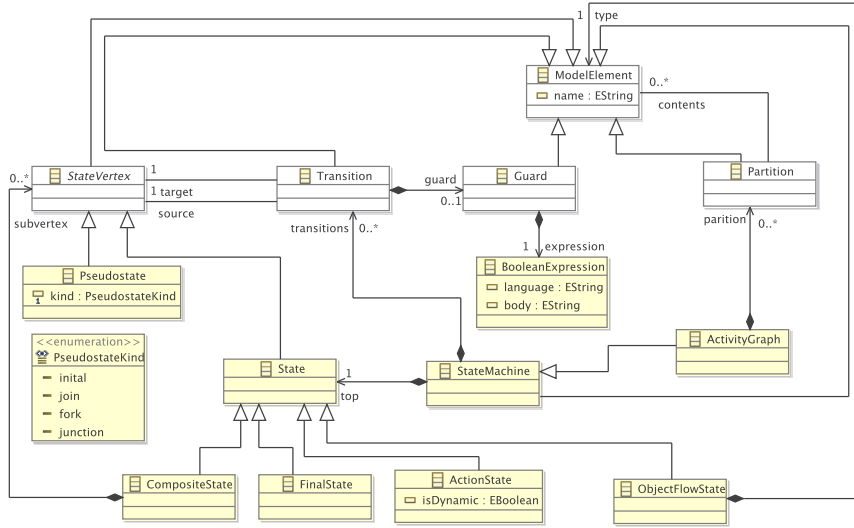 1 type
ModelElement
0..*
name : EString
contents
0..*
StateVertex
1
Transition
guard
Guard
Partition
1 target
0..1
source
subvertex
transitions
0..*
parition
0..*
1
expression
Pseudostate
kind : PseudostateKind
BooleanExpression
language : EString
body : EString
<<enumeration>>
PseudostateKind
inital
join
fork
junction
ActivityGraph
State
1
StateMachine
top
CompositeState
FinalState
ActionState
isDynamic : EBoolean
ObjectFlowState